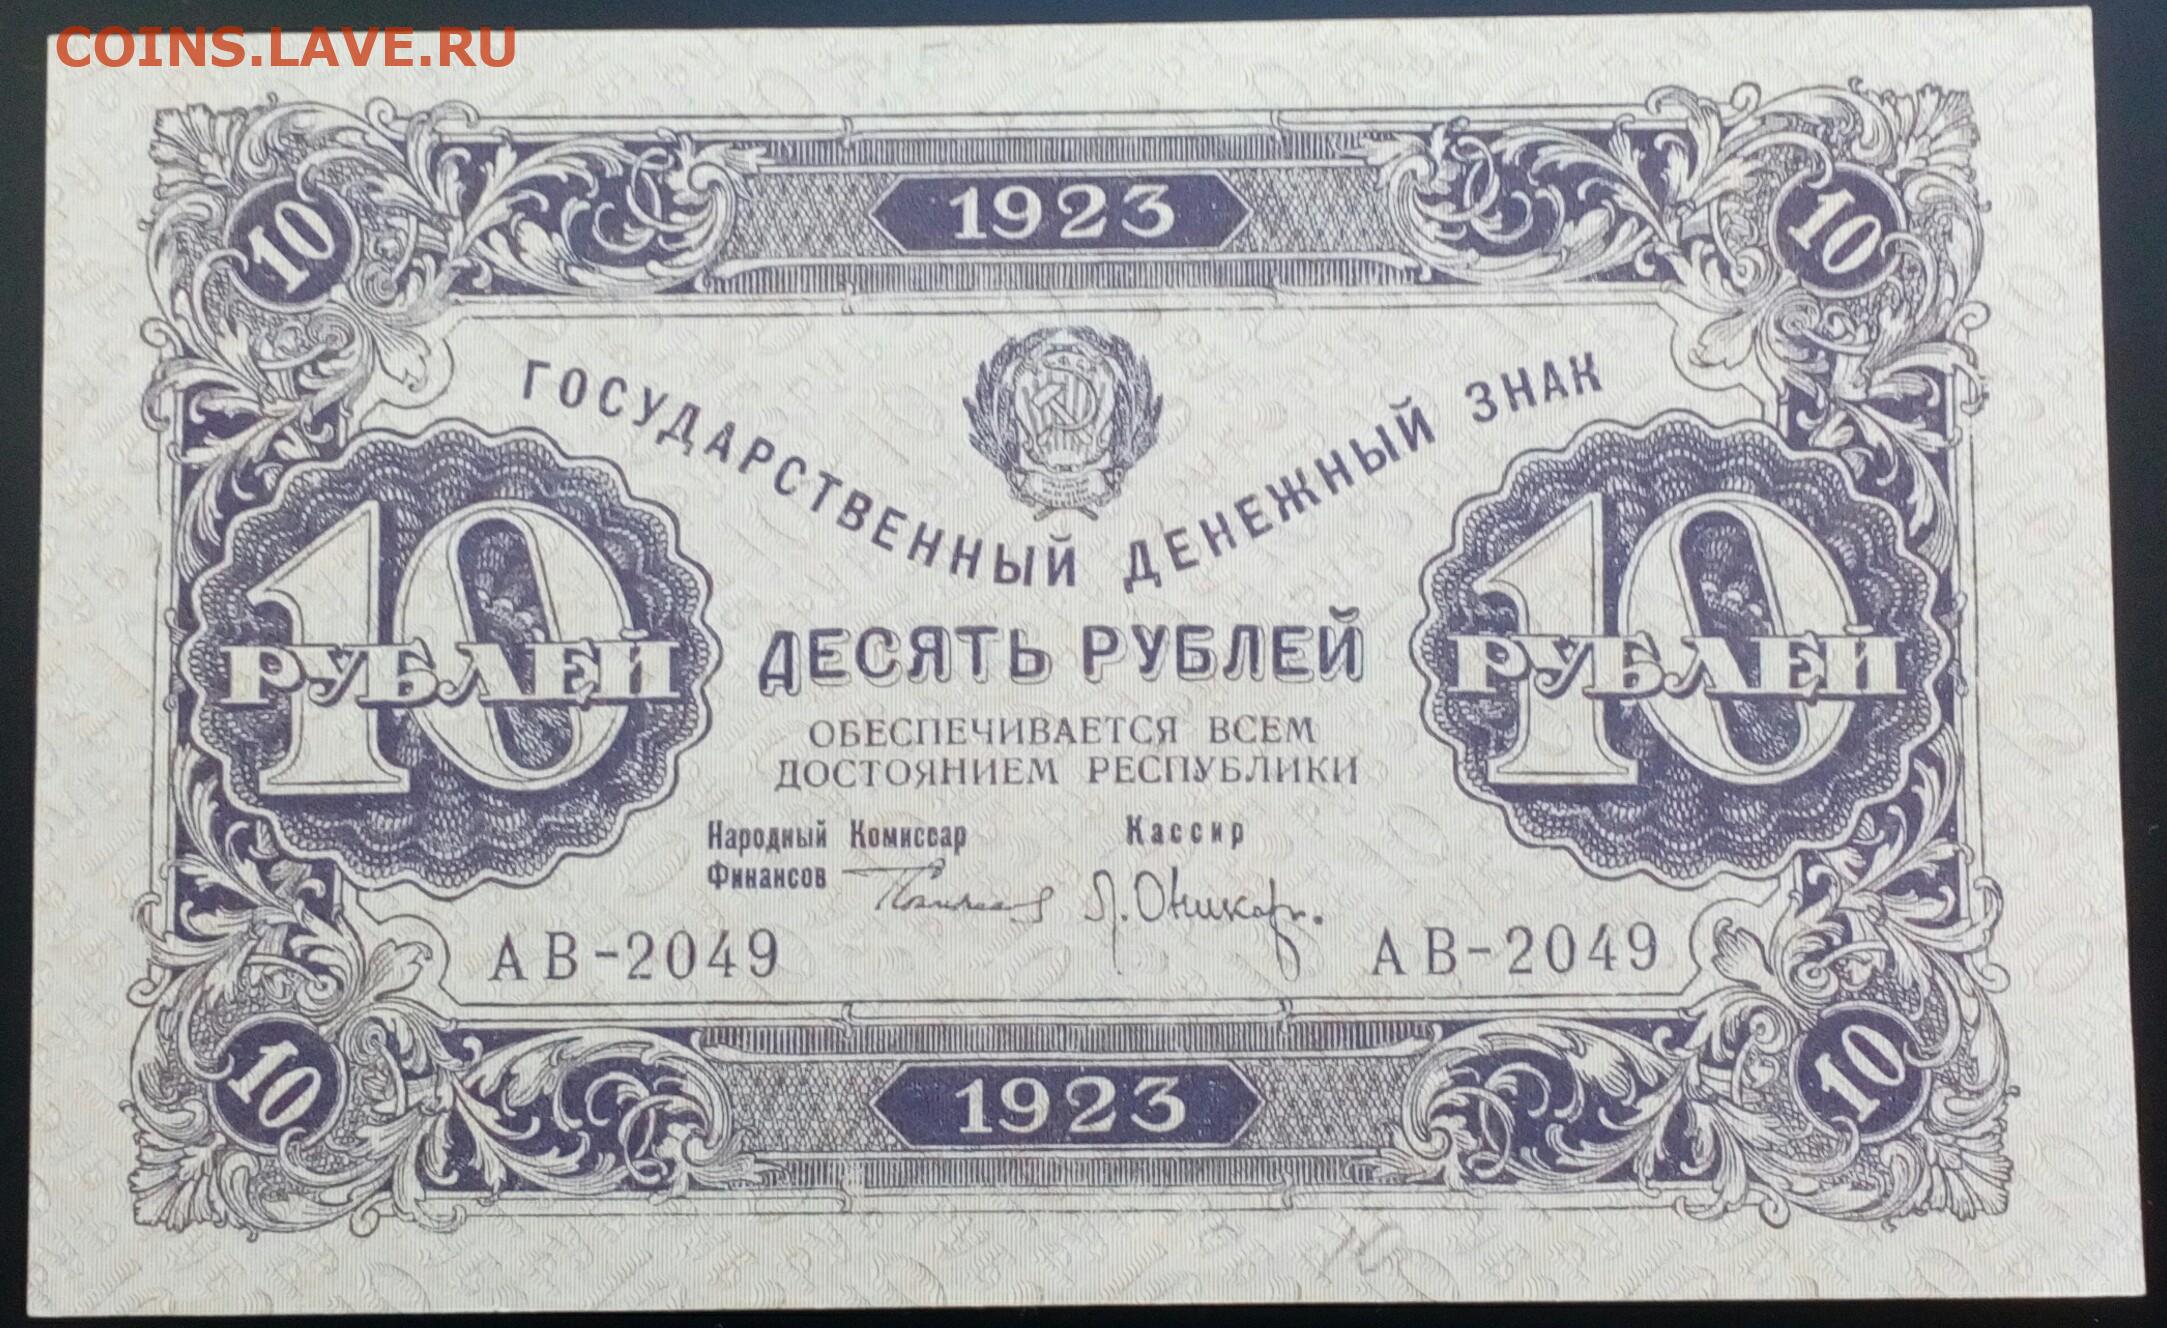 COINS.LAVE.RU
1923
10 10
ГОСУДАРСТВЕННЫЙ ДЕНЕЖНЫЙ ЗНАК
10 РУБЛЕЙ
ДЕСЯТЬ РУБЛЕЙ
10 РУБЛЕЙ
ОБЕСПЕЧИВАЕТСЯ ВСЕМ
ДОСТОЯНИЕМ РЕСПУБЛИКИ
Народный Комиссар
Финансов
Кассир
АВ-2049 АВ-2049
10 10
1923